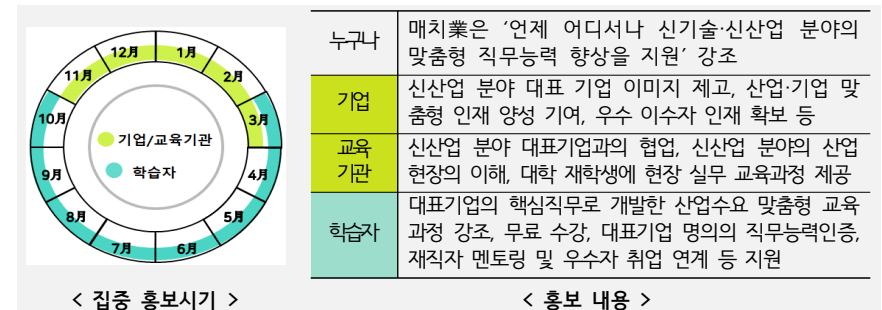 12月
1月
11月
2月
10月
3月
기업/교육기관
학습자
9月
4月
8月
5月
7月
6月
< 집중 홍보시기 >
누구나
매치業은 ‘언제 어디서나 신기술·신산업 분야의
맞춤형 직무능력 향상을 지원’ 강조
기업
신산업 분야 대표 기업 이미지 제고, 산업·기업 맞
춤형 인재 양성 기여, 우수 이수자 인재 확보 등
교육
기관
신산업 분야 대표기업과의 협업, 신산업 분야의 산업
현장의 이해, 대학 재학생에 현장 실무 교육과정 제공
학습자
대표기업의 핵심직무로 개발한 산업수요 맞춤형 교육
과정 강조, 무료 수강, 대표기업 명의의 직무능력인증,
재직자 멘토링 및 우수자 취업 연계 등 지원
< 홍보 내용 >